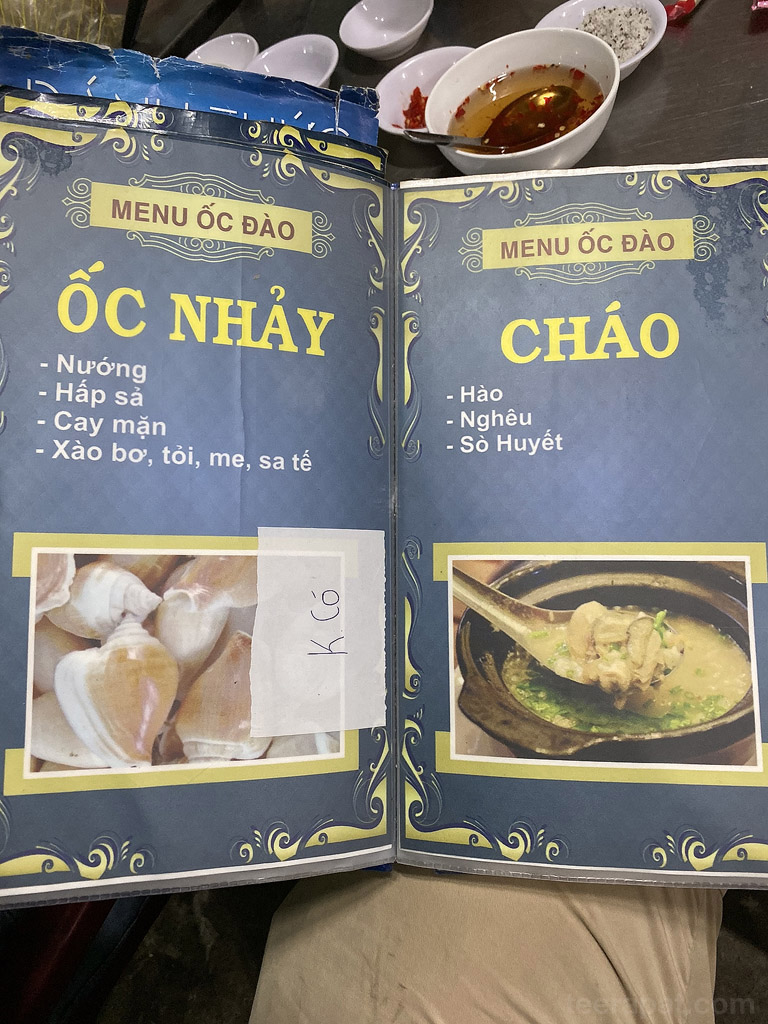 MENU ỐC ĐÀO
ỐC NHẢY
- Nướng
- Hấp sả
- Cay mặn
- Xào bơ, tỏi, me, sa tế
K. Có
MENU ỐC ĐÀO
CHÁO
- Hào
- Nghêu
- Sò Huyết